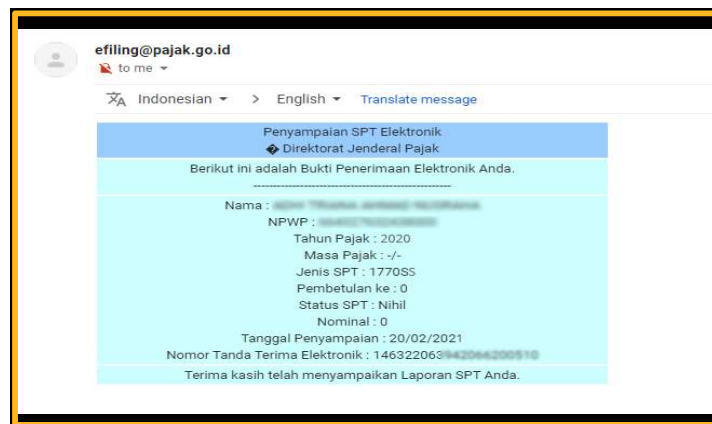 efiling@pajak.go.id
to me
Indonesian > English Translate message
Penyampaian SPT Elektronik
� Direktorat Jenderal Pajak
Berikut ini adalah Bukti Penerimaan Elektronik Anda.
--------------------------------------------------
Nama :
NPWP :
Tahun Pajak : 2020
Masa Pajak : -/-
Jenis SPT : 1770SS
Pembetulan ke : 0
Status SPT : Nihil
Nominal : 0
Tanggal Penyampaian : 20/02/2021
Nomor Tanda Terima Elektronik : 146322063
Terima kasih telah menyampaikan Laporan SPT Anda.